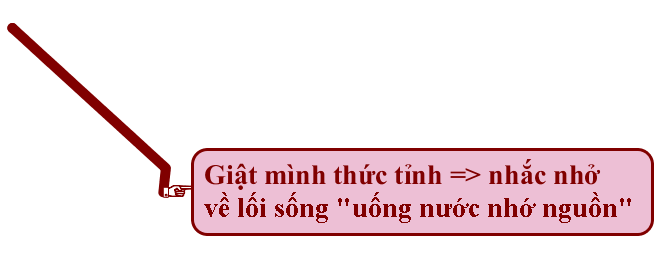 Giật mình thức tỉnh => nhắc nhở
về lối sống "uống nước nhớ nguồn"